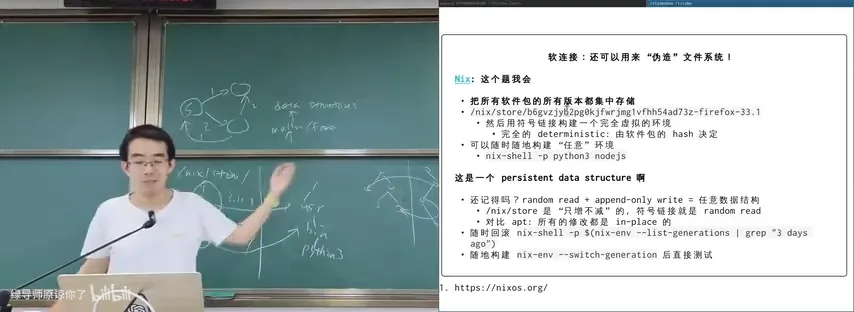 data structure
/nix/store/
usr
bin
python3
绿导师原谅你了 bilibili
软连接：还可以用来 “伪造” 文件系统！
Nix: 这个题我会
• 把所有软件包的所有版本都集中存储
• /nix/store/b6gvzjyb2pg0kjfwrjmg1vfhh54ad73z-firefox-33.1
• 然后用符号链接构建一个完全虚拟的环境
• 完全的 deterministic: 由软件包的 hash 决定
• 可以随时随地构建 “任意” 环境
• nix-shell -p python3 nodejs
这是一个 persistent data structure 啊
• 还记得吗？random read + append-only write = 任意数据结构
• /nix/store 是 “只增不减” 的，符号链接就是 random read
• 对比 apt: 所有的修改都是 in-place 的
• 随时回滚 nix-shell -p $(nix-env --list-generations | grep "3 days
ago")
• 随地构建 nix-env --switch-generation 后直接测试
1. https://nixos.org/